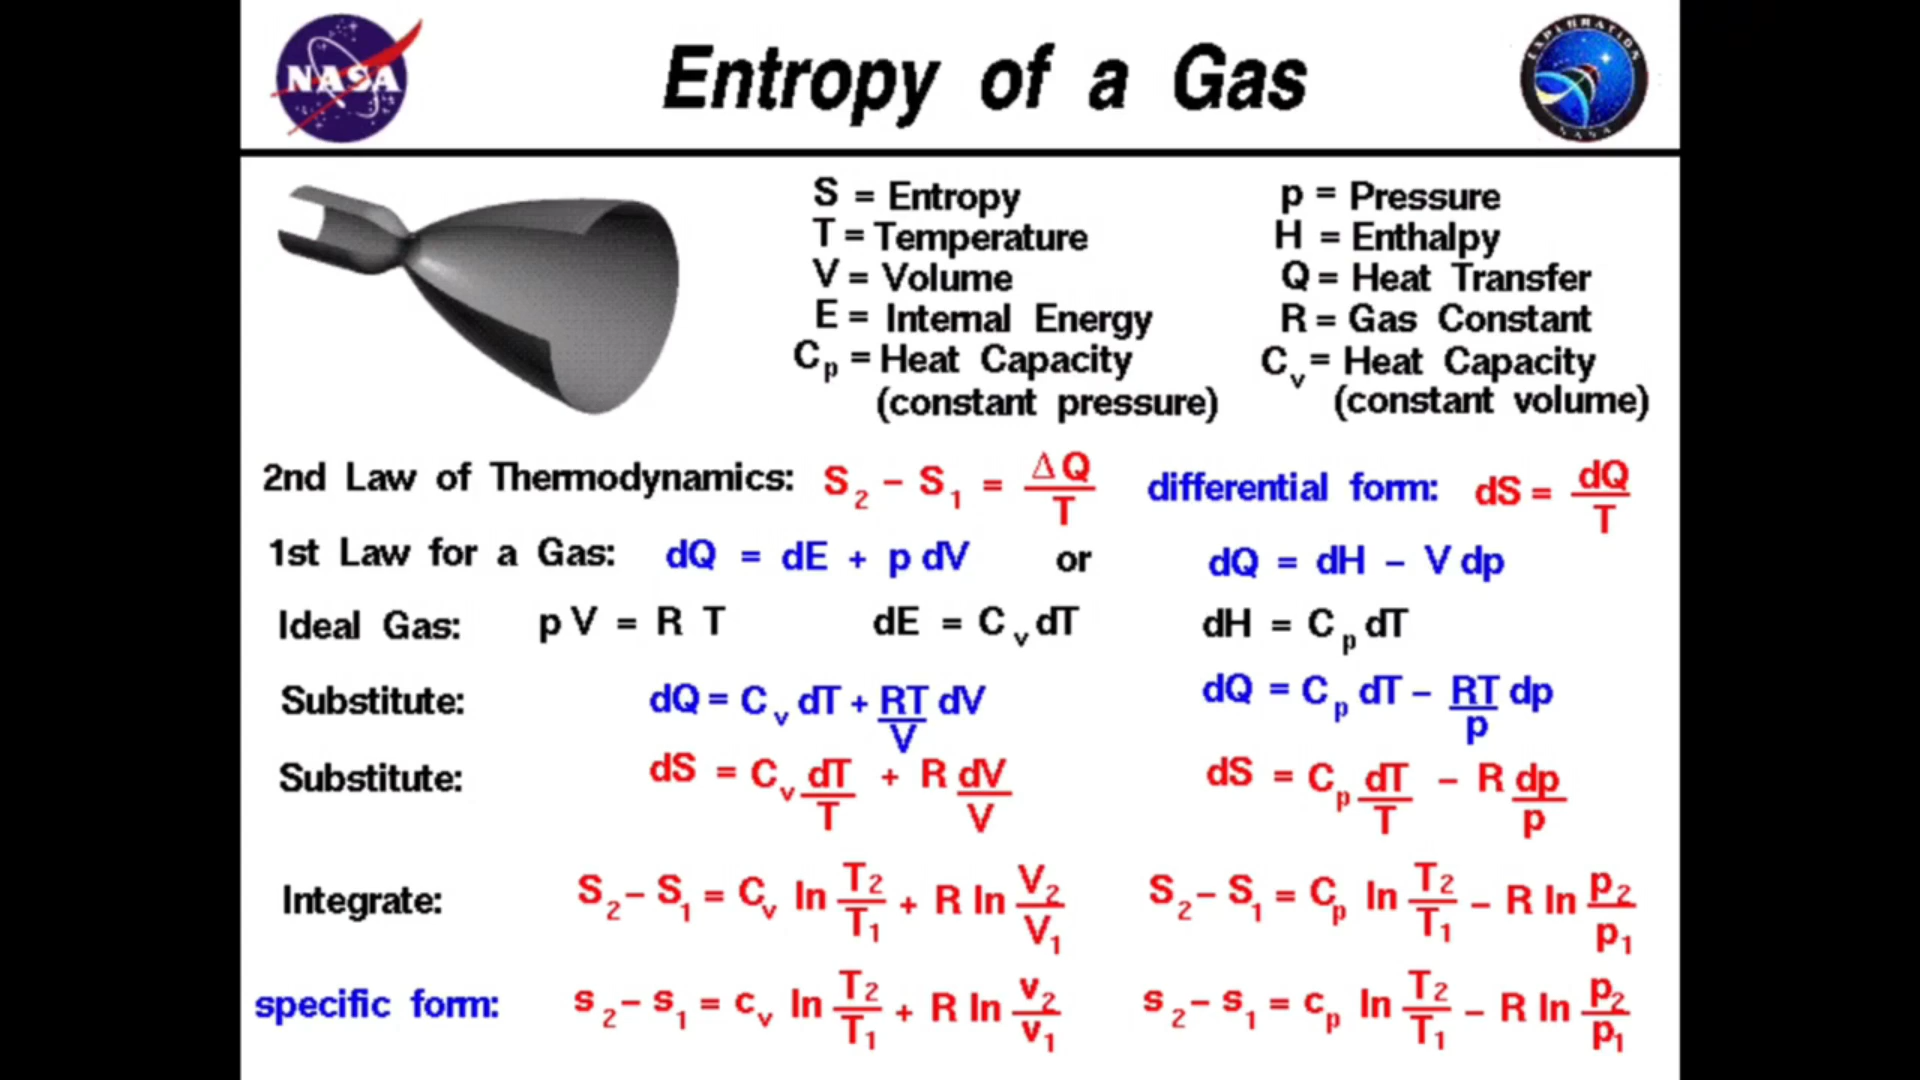 NASA
Entropy of a Gas
EXPLORATION
NASA
S = Entropy
p = Pressure
T = Temperature
H = Enthalpy
V = Volume
Q = Heat Transfer
E = Internal Energy
R = Gas Constant
Cp = Heat Capacity
(constant pressure)
Cv = Heat Capacity
(constant volume)
2nd Law of Thermodynamics: S2 – S1 = ΔQ/T differential form: dS = dQ/T
1st Law for a Gas: dQ = dE + p dV or dQ = dH – V dp
Ideal Gas: p V = R T dE = Cv dT dH = Cp dT
Substitute: dQ = Cv dT + RT/V dV dQ = Cp dT – RT/p dp
Substitute: dS = Cv dT/T + R dV/V dS = Cp dT/T – R dp/p
Integrate: S2 – S1 = Cv ln T2/T1 + R ln V2/V1 S2 – S1 = Cp ln T2/T1 – R ln p2/p1
specific form: s2 – s1 = cv ln T2/T1 + R ln v2/v1 s2 – s1 = cp ln T2/T1 – R ln p2/p1